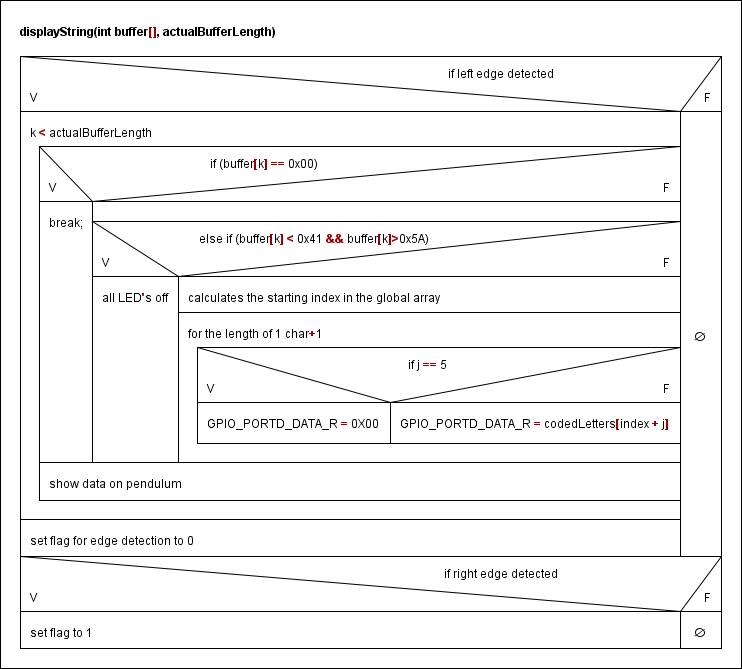 displayString(int buffer[], actualBufferLength)
if left edge detected
V F
k < actualBufferLength
if (buffer[k] == 0x00)
V F
break;
else if (buffer[k] < 0x41 && buffer[k]>0x5A)
V F
all LED's off
calculates the starting index in the global array
for the length of 1 char+1
∅
if j == 5
V F
GPIO_PORTD_DATA_R = 0X00
GPIO_PORTD_DATA_R = codedLetters[index + j]
show data on pendulum
set flag for edge detection to 0
if right edge detected
V F
set flag to 1
∅